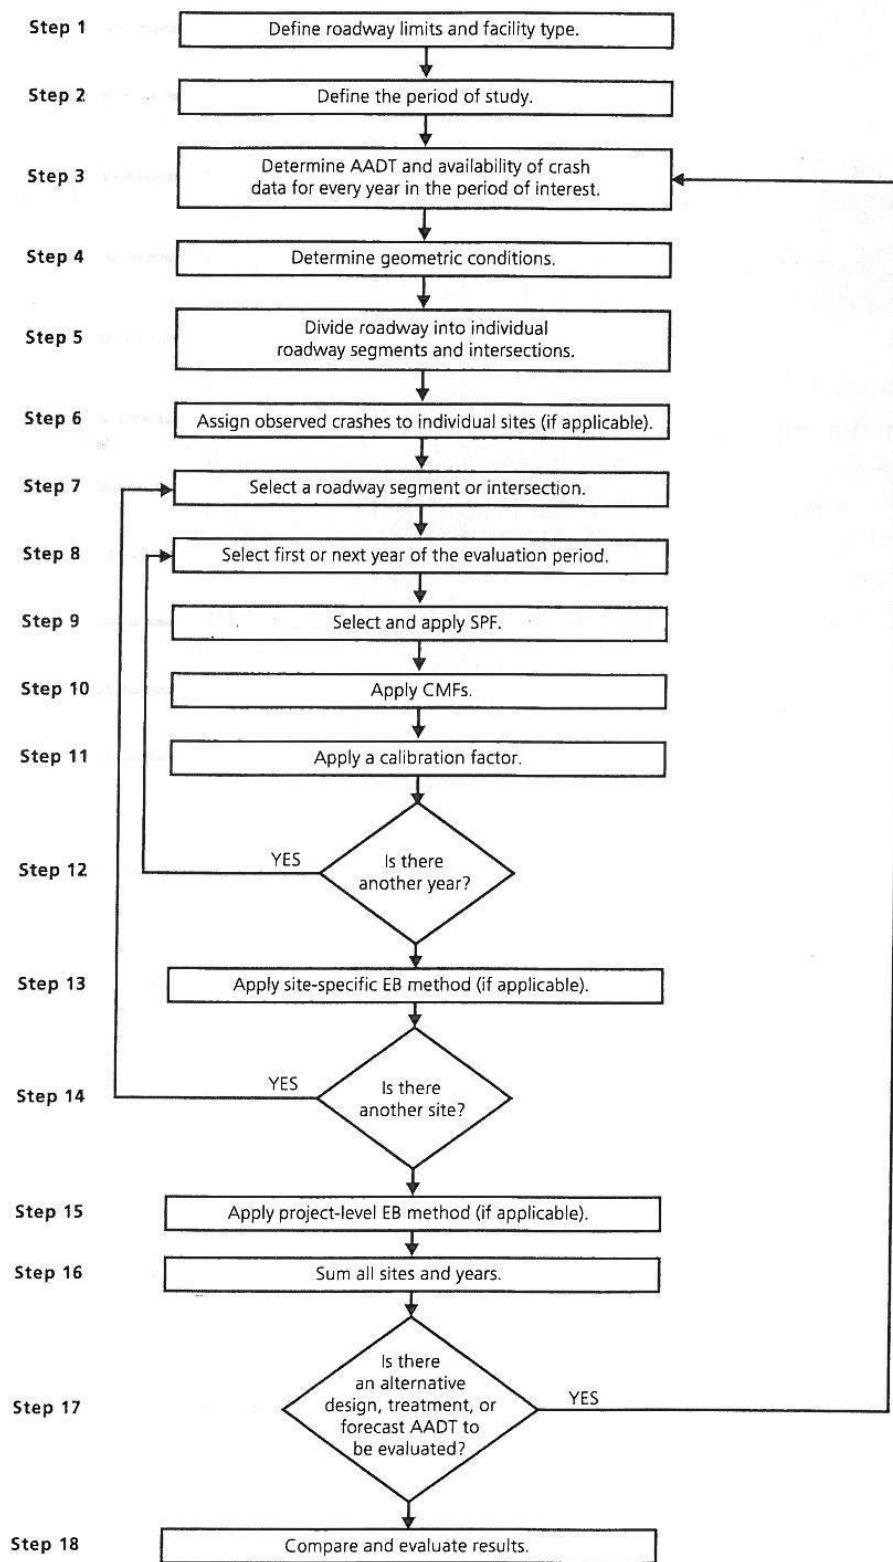 Step 1
Define roadway limits and facility type.
Step 2
Define the period of study.
Step 3
Determine AADT and availability of crash
data for every year in the period of interest.
Step 4
Determine geometric conditions.
Step 5
Divide roadway into individual
roadway segments and intersections.
Step 6
Assign observed crashes to individual sites (if applicable).
Step 7
Select a roadway segment or intersection.
Step 8
Select first or next year of the evaluation period.
Step 9
Select and apply SPF.
Step 10
Apply CMFs.
Step 11
Apply a calibration factor.
Step 12
YES
Is there
another year?
Step 13
Apply site-specific EB method (if applicable).
Step 14
YES
Is there
another site?
Step 15
Apply project-level EB method (if applicable).
Step 16
Sum all sites and years.
Step 17
Is there
an alternative
design, treatment, or
forecast AADT to
be evaluated?
YES
Step 18
Compare and evaluate results.